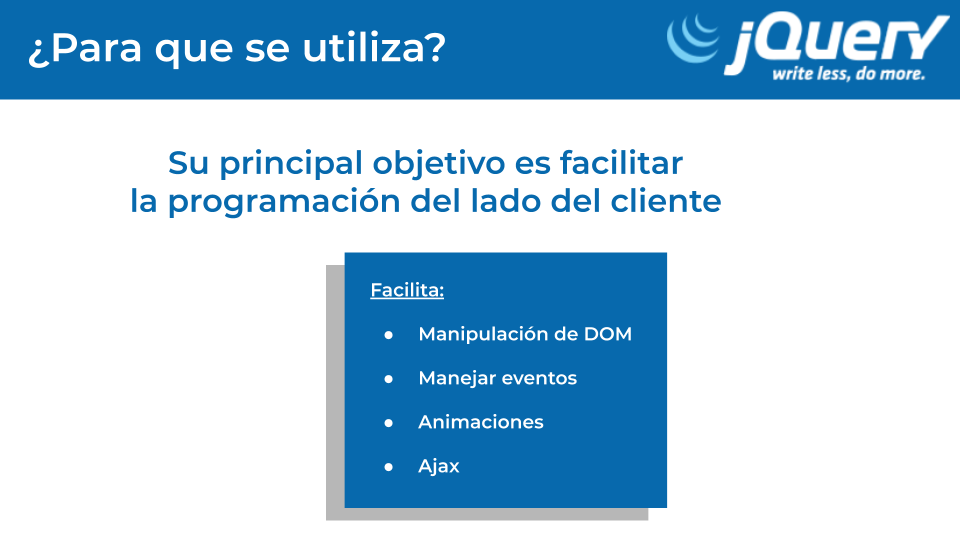 ¿Para que se utiliza?
jQuery
write less, do more.
Su principal objetivo es facilitar
la programación del lado del cliente
Facilita:
● Manipulación de DOM
● Manejar eventos
● Animaciones
● Ajax